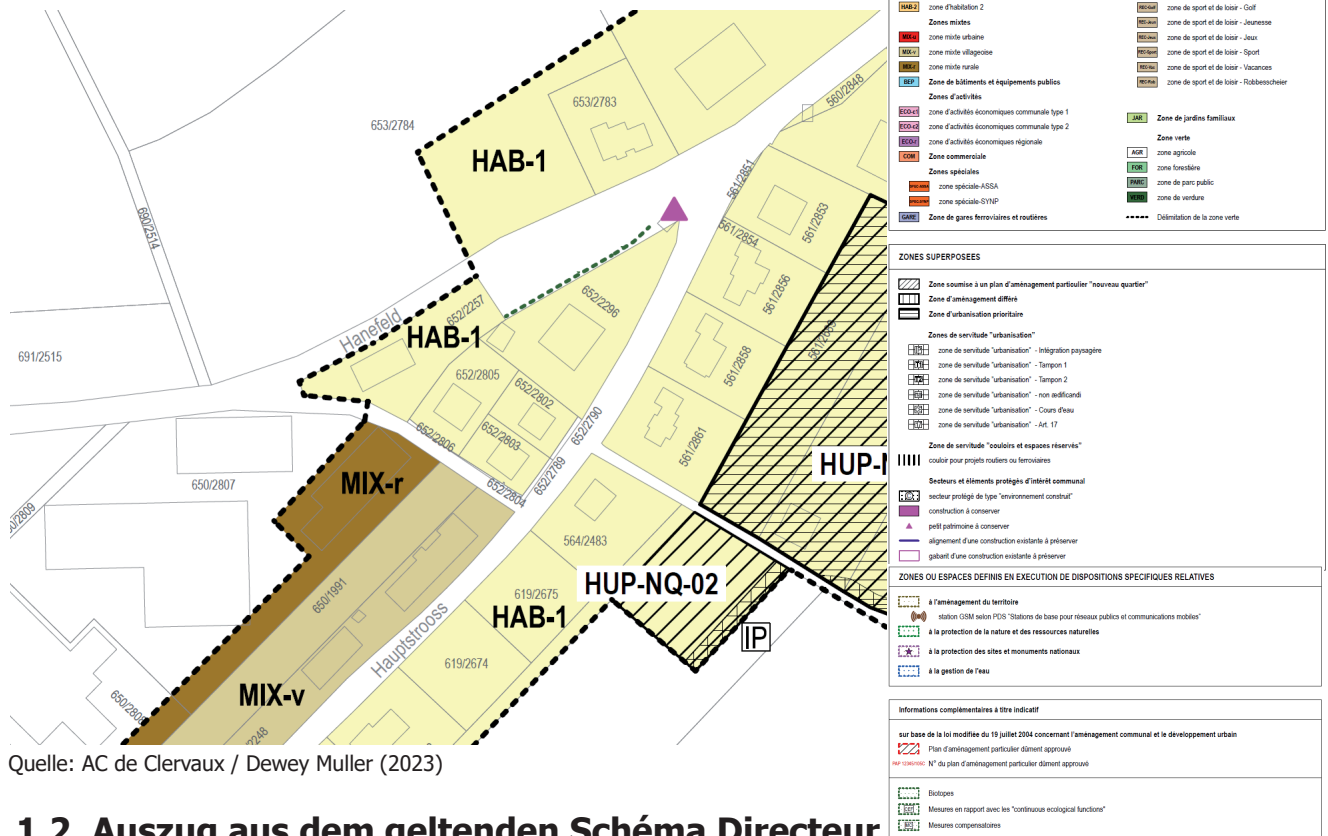 653/2783
653/2784
560/2848
HAB-1
561/2851
690/2514
561/2853
561/2854
652/2257
652/2296
561/2856
Hanefeld
HAB-1
691/2515
652/2805
652/2802
561/2858
652/2790
652/2806
652/2803
561/2861
HUP-N
MIX-r
650/2807
652/2789
652/2804
564/2483
HUP-NQ-02
650/1991
619/2675
HAB-1
IP
Hauptstrooss
619/2674
MIX-v
Quelle: AC de Clervaux / Dewey Muller (2023)
1.2 Auszug aus dem geltenden Schéma Directeur
HAB-2 zone d'habitation 2
Zones mixtes
MIX-u zone mixte urbaine
MIX-v zone mixte villageoise
MIX-r zone mixte rurale
BEP Zone de bâtiments et équipements publics
Zones d'activités
ECO-c1 zone d'activités économiques communale type 1
ECO-c2 zone d'activités économiques communale type 2
ECO-r zone d'activités économiques régionale
COM Zone commerciale
Zones spéciales
zone spéciale-ASSA
zone spéciale-SYNP
GARE Zone de gares ferroviaires et routières
zone de sport et de loisir - Golf
zone de sport et de loisir - Jeunesse
zone de sport et de loisir - Jeux
zone de sport et de loisir - Sport
zone de sport et de loisir - Vacances
zone de sport et de loisir - Robbesscheier
JAR Zone de jardins familiaux
Zone verte
AGR zone agricole
FOR zone forestière
PARC zone de parc public
VERD zone de verdure
Délimitation de la zone verte
ZONES SUPERPOSEES
Zone soumise à un plan d'aménagement particulier "nouveau quartier"
Zone d'aménagement différé
Zone d'urbanisation prioritaire
Zones de servitude "urbanisation"
zone de servitude "urbanisation" - Intégration paysagère
zone de servitude "urbanisation" - Tampon 1
zone de servitude "urbanisation" - Tampon 2
zone de servitude "urbanisation" - non ædificandi
zone de servitude "urbanisation" - Cours d'eau
zone de servitude "urbanisation" - Art. 17
Zone de servitude "couloirs et espaces réservés"
couloir pour projets routiers ou ferroviaires
Secteurs et éléments protégés d'intérêt communal
secteur protégé de type "environnement construit"
construction à conserver
petit patrimoine à conserver
alignement d'une construction existante à préserver
gabarit d'une construction existante à préserver
ZONES OU ESPACES DEFINIS EN EXECUTION DE DISPOSITIONS SPECIFIQUES RELATIVES
à l'aménagement du territoire
station GSM selon PDS "Stations de base pour réseaux publics et communications mobiles"
à la protection de la nature et des ressources naturelles
à la protection des sites et monuments nationaux
à la gestion de l'eau
Informations complémentaires à titre indicatif
sur base de la loi modifiée du 19 juillet 2004 concernant l'aménagement communal et le développement urbain
Plan d'aménagement particulier dûment approuvé
N° du plan d'aménagement particulier dûment approuvé
Biotopes
Mesures en rapport avec les "continuous ecological functions"
Mesures compensatoires